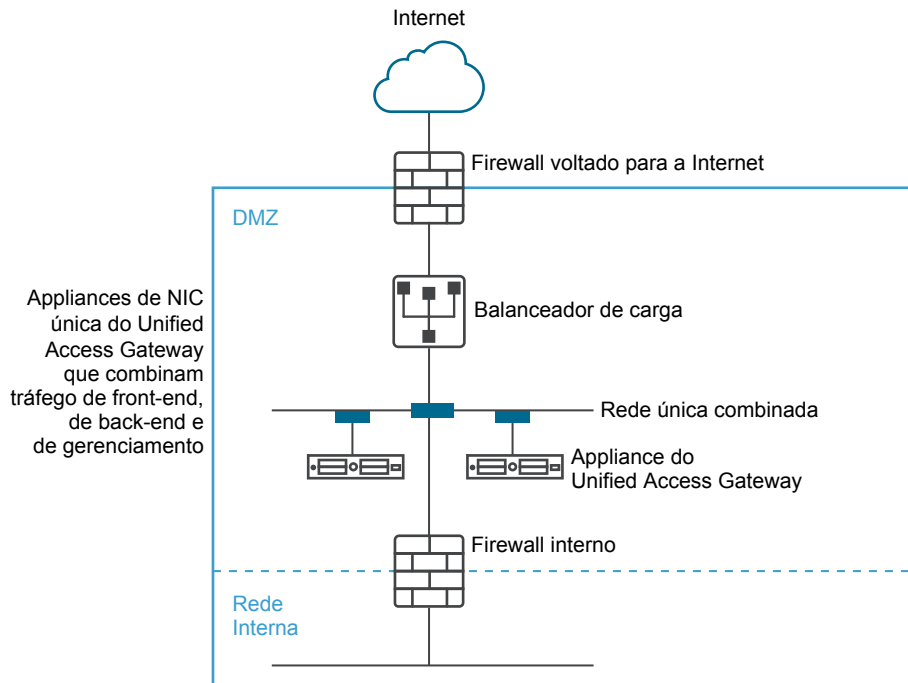 Internet
Firewall voltado para a Internet
DMZ
Appliances de NIC
única do Unified
Access Gateway
que combinam
tráfego de front-end,
de back-end e
de gerenciamento
Balanceador de carga
Rede única combinada
Appliance do
Unified Access Gateway
Firewall interno
Rede
Interna